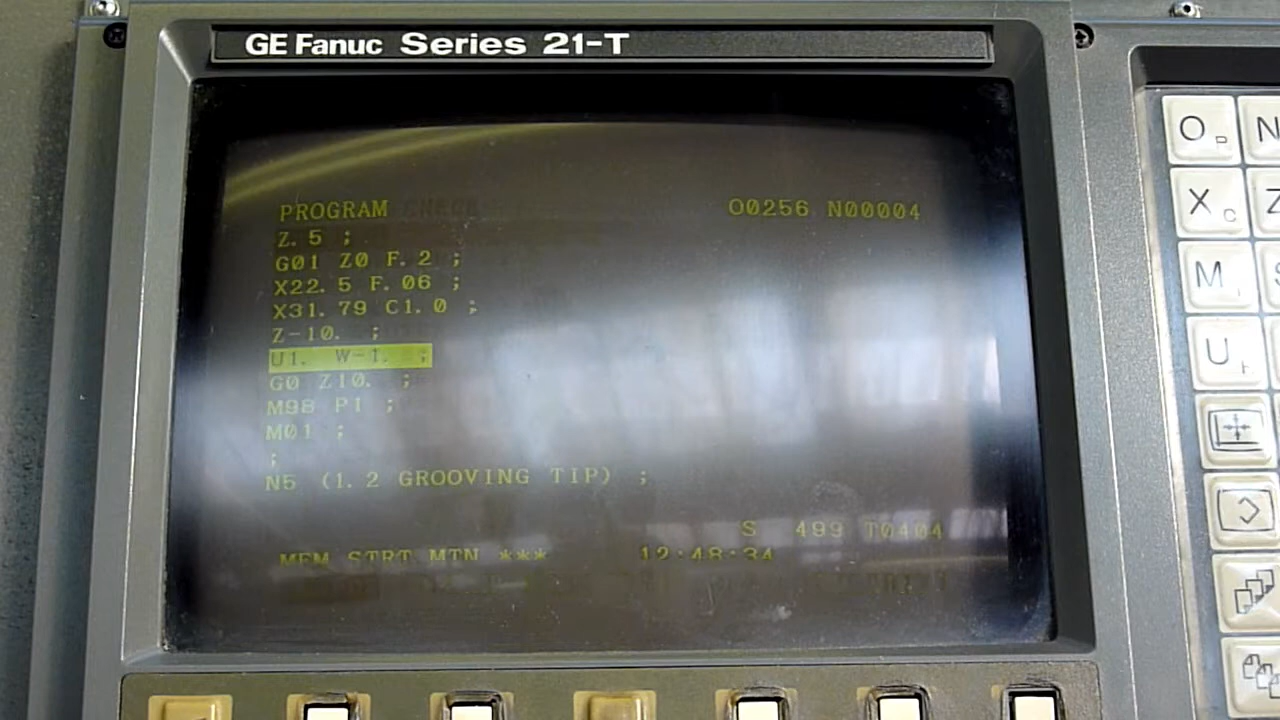 GE Fanuc Series 21-T
PROGRAM CHECK O0256 N00004
Z.5 ;
G01 Z0 F.2 ;
X22.5 F.06 ;
X31.79 C1.0 ;
Z-10. ;
U1. W-1. ;
G0 Z10. ;
M98 P1 ;
M01 ;
;
N5 (1.2 GROOVING TIP) ;
S 499 T0404
MEM STRT MTN *** 12:48:34
O P N
X C Z
M I S
U H